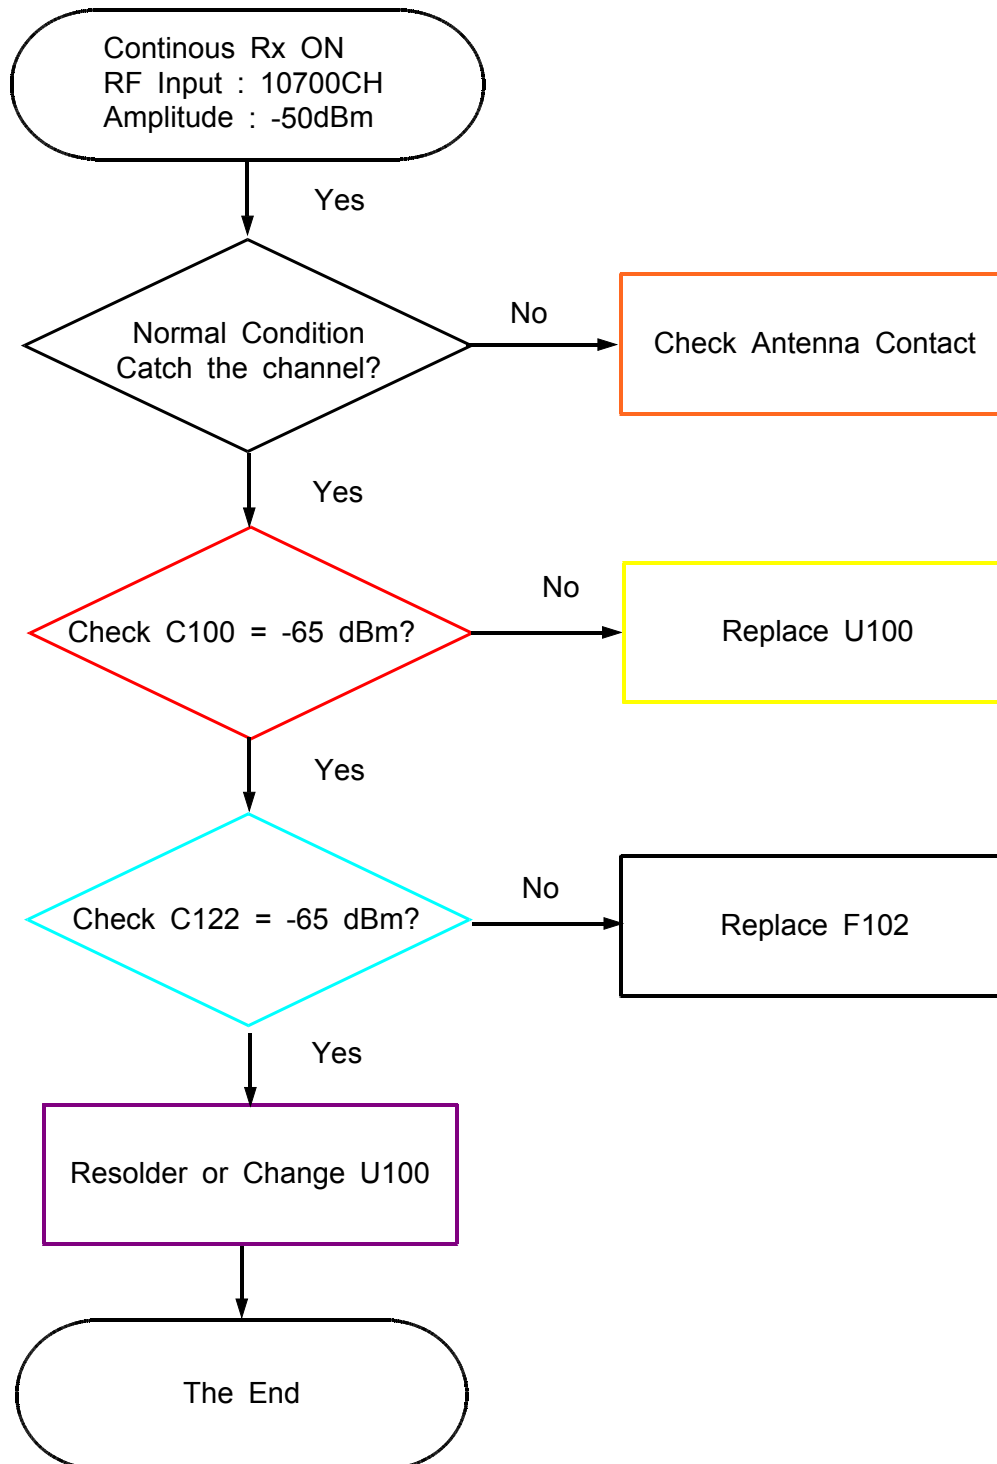 Continous Rx ON
RF Input : 10700CH
Amplitude : -50dBm
Yes
Normal Condition
Catch the channel?
No
Check Antenna Contact
Yes
Check C100 = -65 dBm?
No
Replace U100
Yes
Check C122 = -65 dBm?
No
Replace F102
Yes
Resolder or Change U100
The End